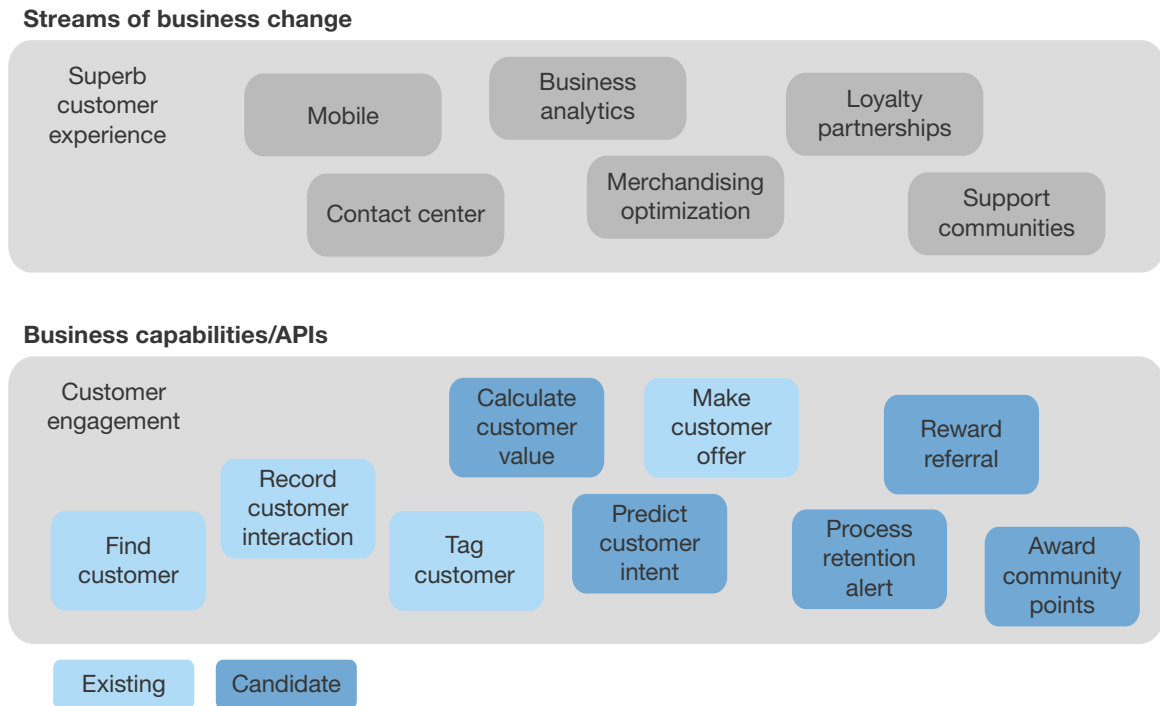 Streams of business change
Superb
customer
experience
Mobile
Business
analytics
Loyalty
partnerships
Contact center
Merchandising
optimization
Support
communities
Business capabilities/APIs
Customer
engagement
Calculate
customer
value
Make
customer
offer
Reward
referral
Record
customer
interaction
Find
customer
Tag
customer
Predict
customer
intent
Process
retention
alert
Award
community
points
Existing
Candidate